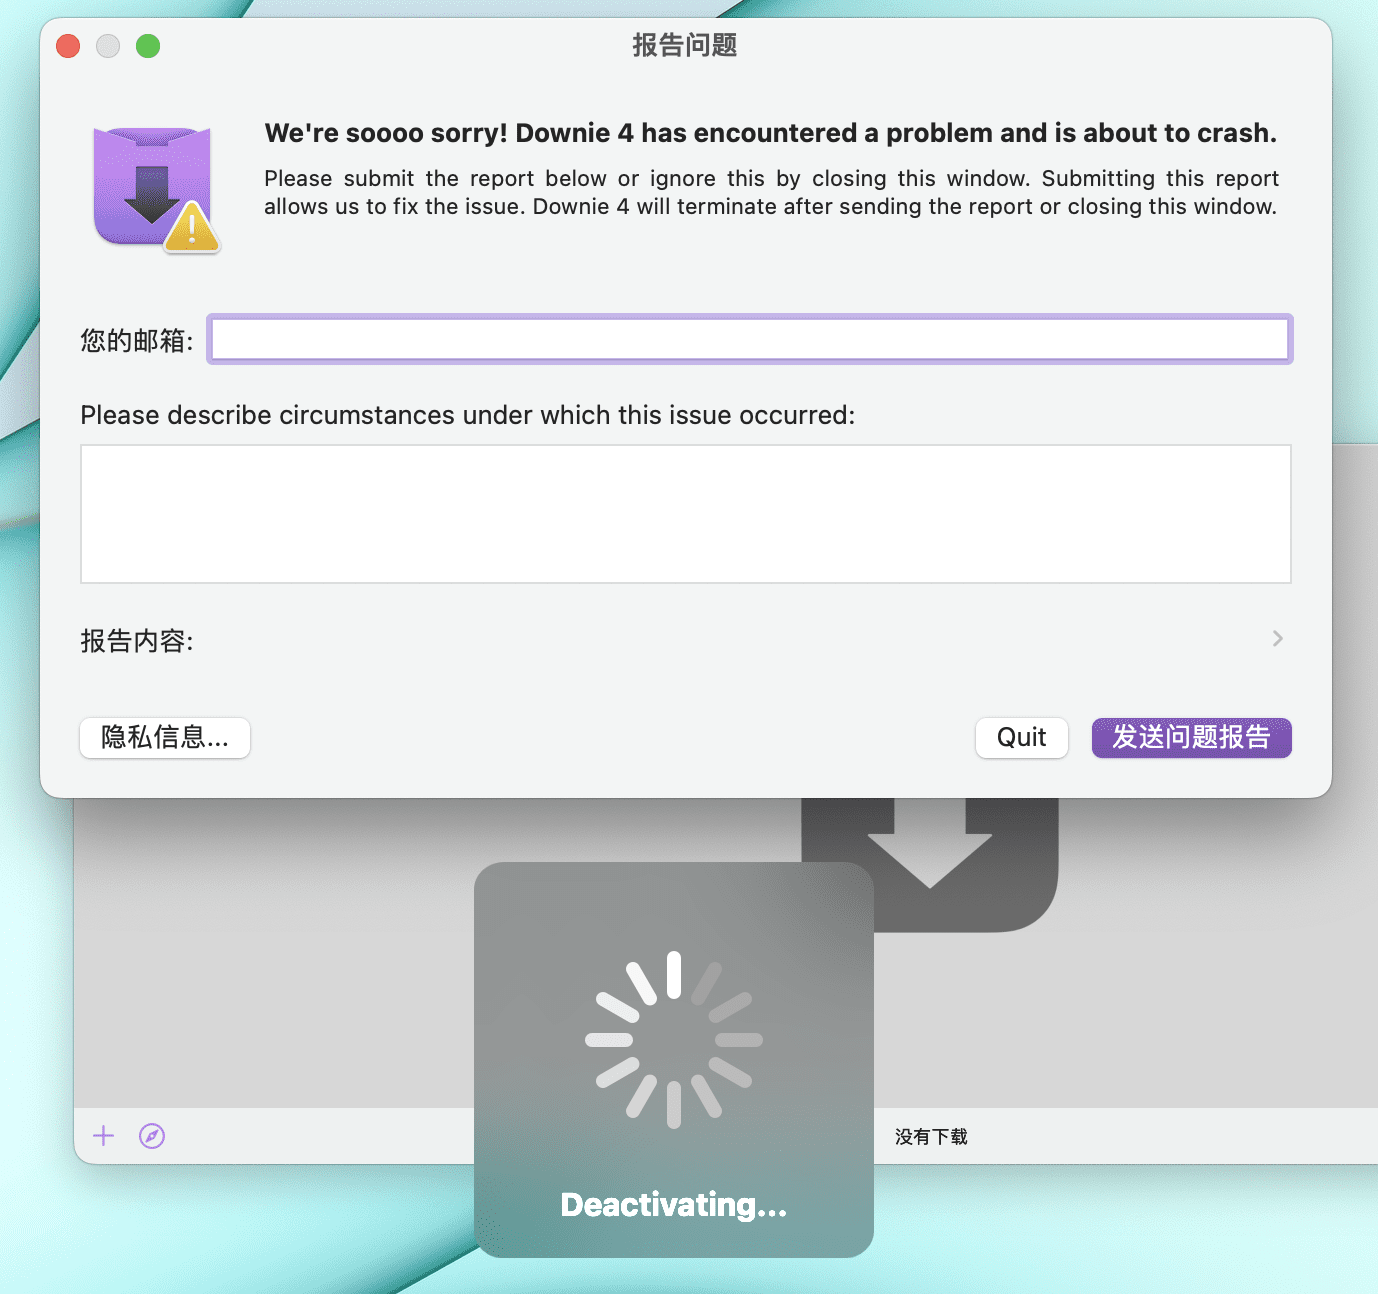 报告问题
We're soooo sorry! Downie 4 has encountered a problem and is about to crash.
Please submit the report below or ignore this by closing this window. Submitting this report
allows us to fix the issue. Downie 4 will terminate after sending the report or closing this window.
您的邮箱:
Please describe circumstances under which this issue occurred:
报告内容:
隐私信息...
Quit
发送问题报告
没有下载
Deactivating...